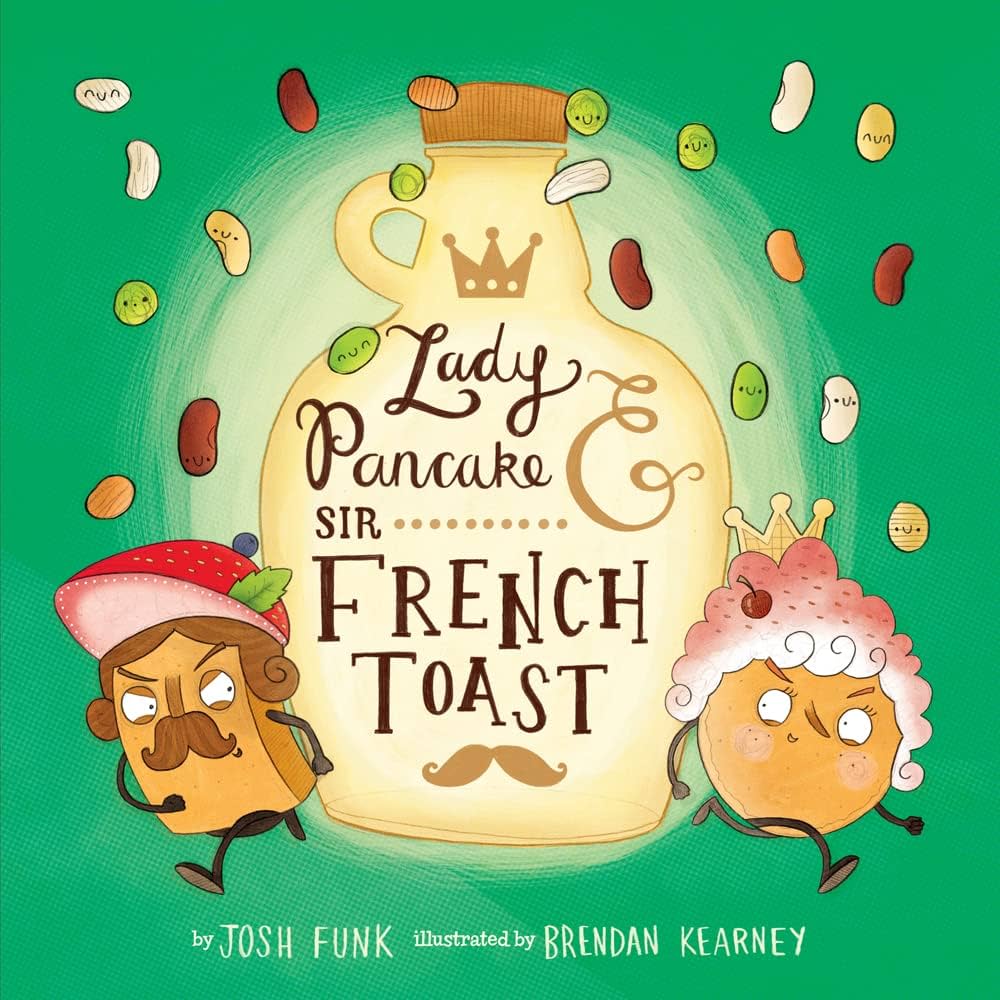 Lady
Pancake &
SIR
FRENCH
TOAST
by JOSH FUNK illustrated by BRENDAN KEARNEY